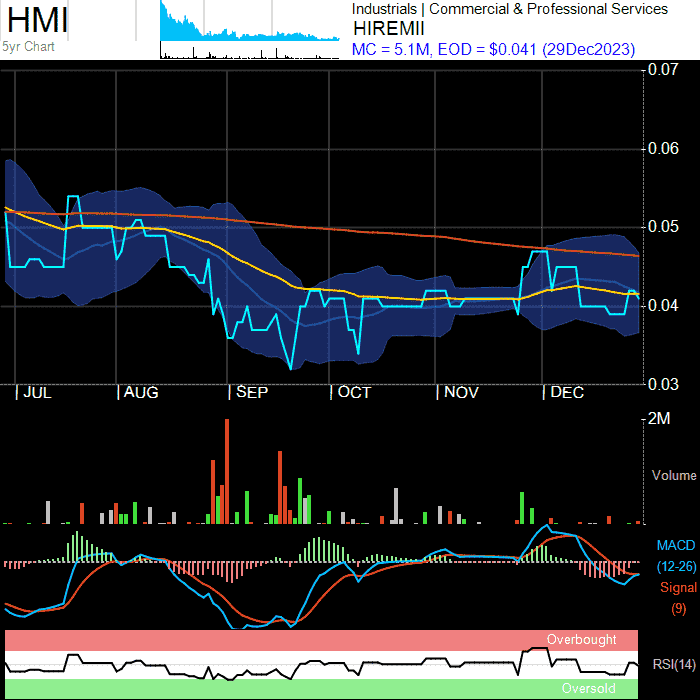 HMI
5yr Chart
Industrials | Commercial & Professional Services
HIREMII
MC = 5.1M, EOD = $0.041 (29Dec2023)
0.07
0.06
0.05
0.04
0.03
JUL
AUG
SEP
OCT
NOV
DEC
2M
Volume
MACD
(12-26)
Signal
(9)
Overbought
RSI(14)
Oversold